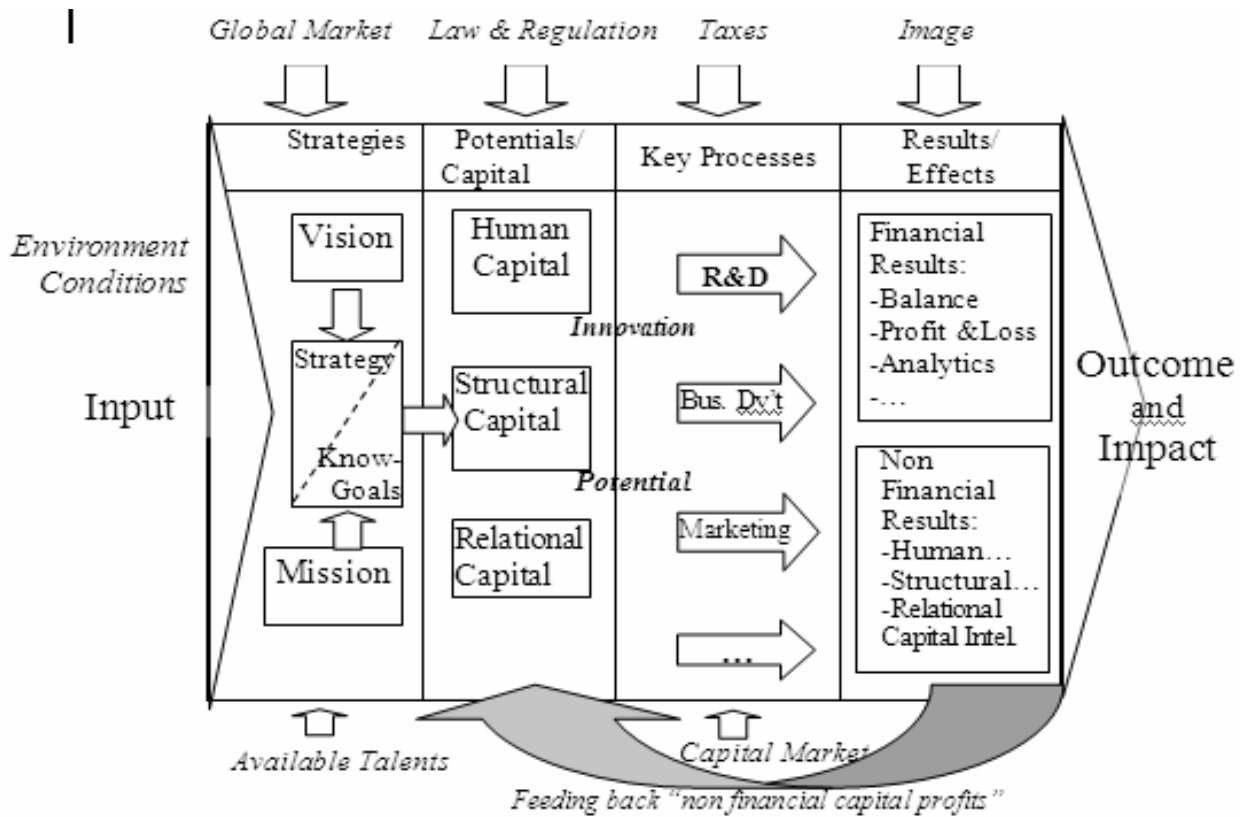 Global Market
Law & Regulation
Taxes
Image
Strategies
Potentials/
Capital
Key Processes
Results/
Effects
Environment
Conditions
Input
Vision
Strategy
Know-
Goals
Mission
Human
Capital
Innovation
Structural
Capital
Potential
Relational
Capital
R&D
Bus. Dv't
Marketing
...
Financial
Results:
-Balance
-Profit &Loss
-Analytics
-...
Non
Financial
Results:
-Human...
-Structural...
-Relational
Capital Intel.
Outcome
and
Impact
Available Talents
Capital Market
Feeding back “non financial capital profits”